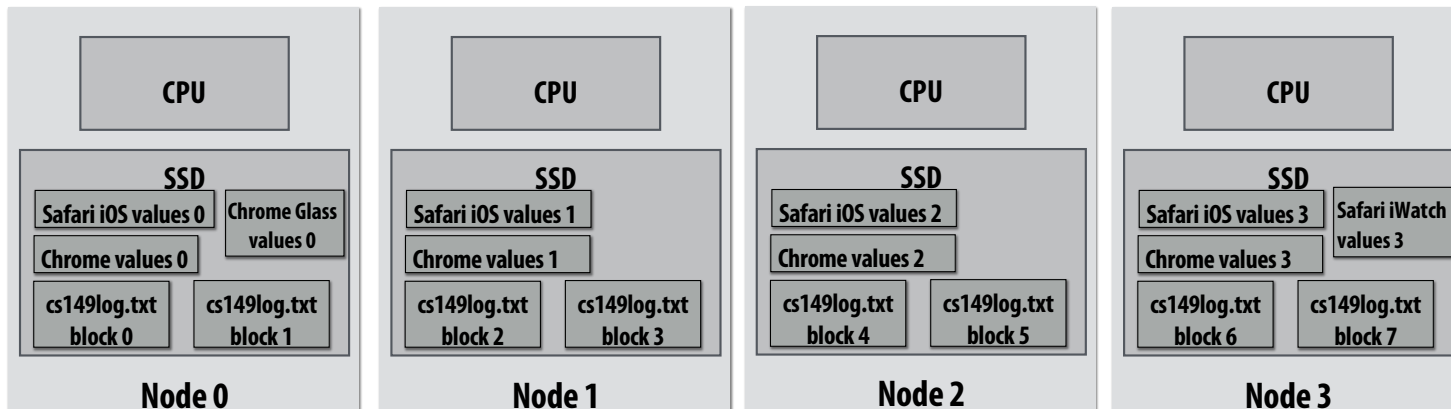 CPU
SSD
Safari iOS values 0
Chrome Glass
values 0
Chrome values 0
cs149log.txt
block 0
cs149log.txt
block 1
Node 0
CPU
SSD
Safari iOS values 1
Chrome values 1
cs149log.txt
block 2
cs149log.txt
block 3
Node 1
CPU
SSD
Safari iOS values 2
Chrome values 2
cs149log.txt
block 4
cs149log.txt
block 5
Node 2
CPU
SSD
Safari iOS values 3
Safari iWatch
values 3
Chrome values 3
cs149log.txt
block 6
cs149log.txt
block 7
Node 3